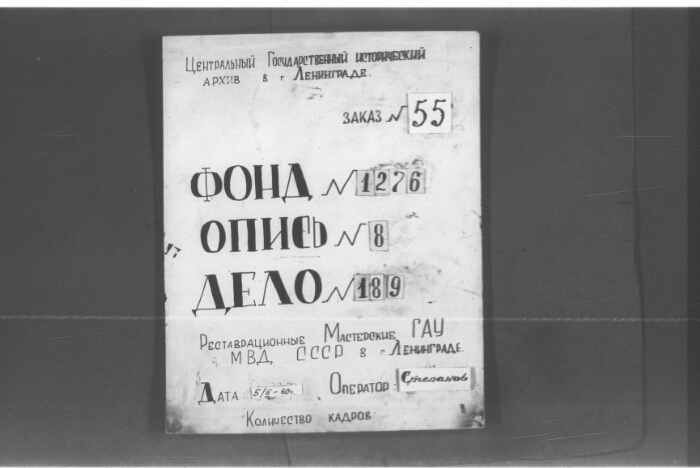 Центральный Государственный исторический
архив в г. Ленинграде.
заказ № 55
ФОНД № 1276
ОПИСЬ № 8
ДЕЛО № 189
Реставрационные Мастерские ГАУ
МВД СССР в г. Ленинграде.
Дата: Оператор: Степанов
Количество кадров